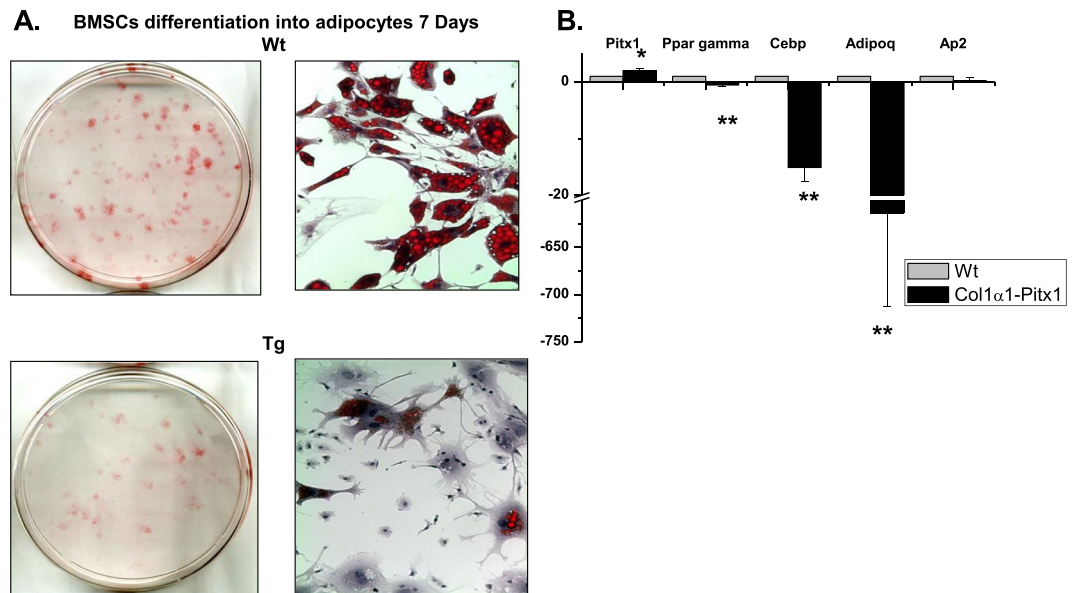 A.
BMSCs differentiation into adipocytes 7 Days
Wt
Tg
B.
Pitx1 Ppar gamma Cebp Adipoq Ap2
*
0
**
-20
**
-650
Wt
-700
Col1α1-Pitx1
**
-750